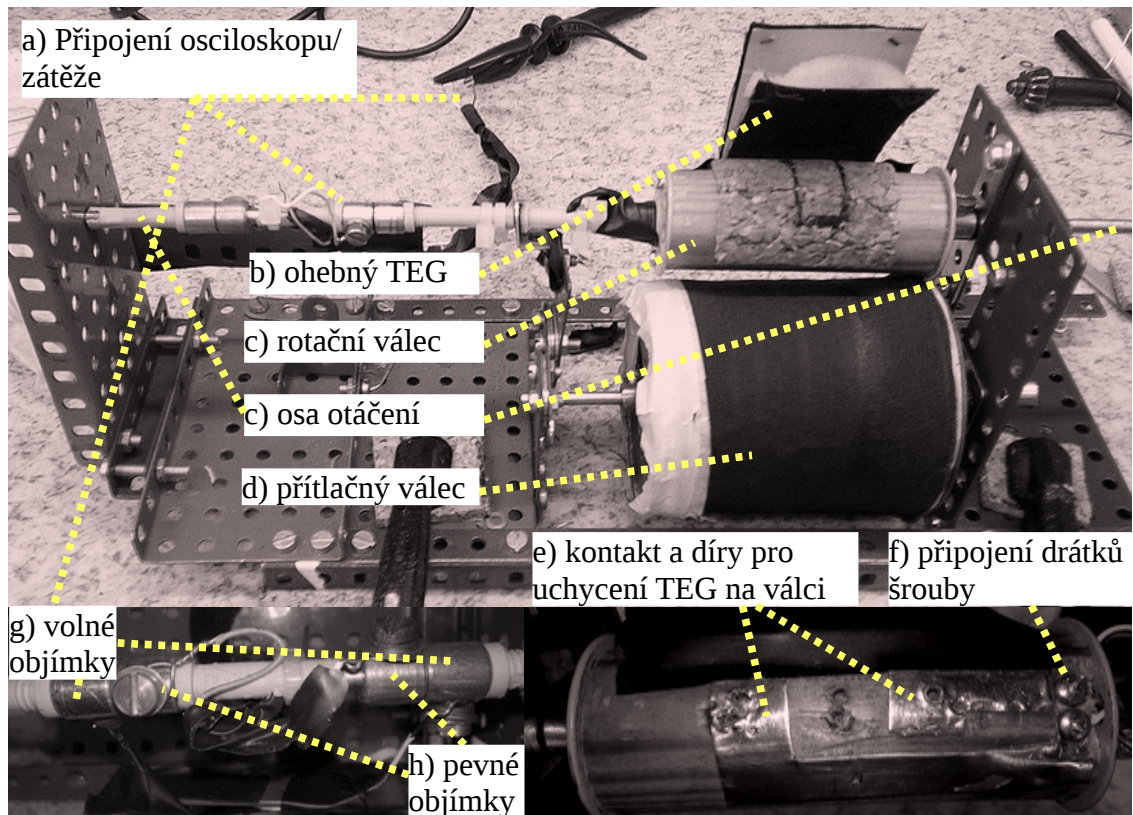 a) Připojení osciloskopu/
zátěže
b) ohebný TEG
c) rotační válec
c) osa otáčení
d) přítlačný válec
e) kontakt a díry pro
uchycení TEG na válci
f) připojení drátků
šrouby
g) volné
objímky
h) pevné
objímky